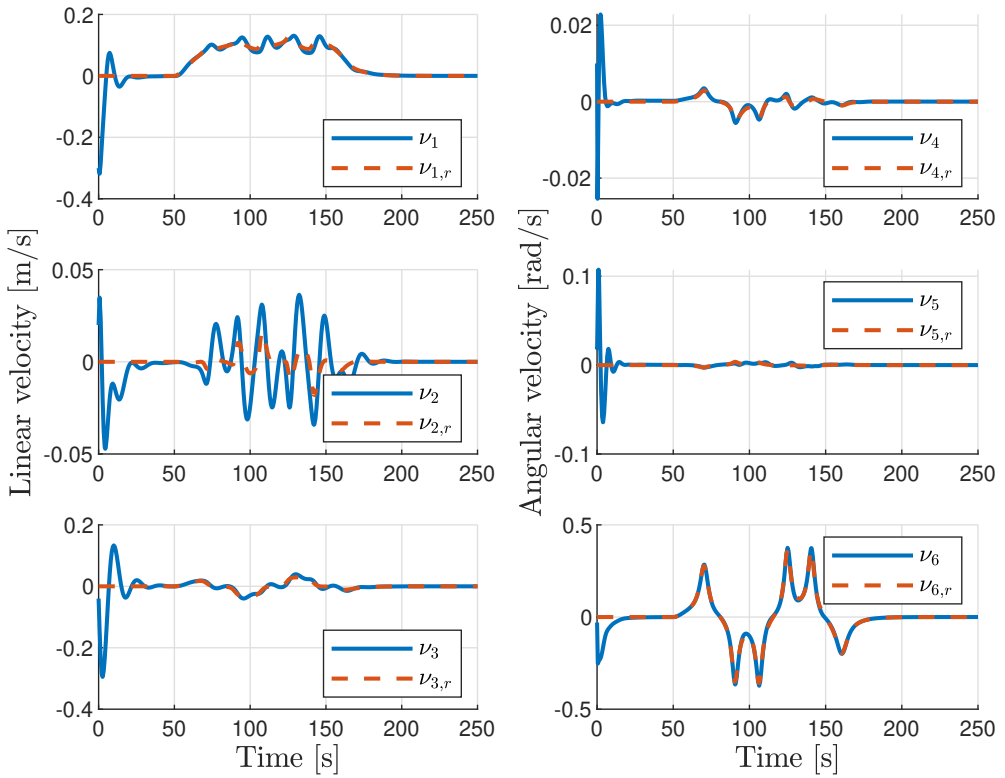 0.2
0
-0.2
-0.4
0 50 100 150 200 250
ν1
ν1,r
0.02
0
-0.02
0 50 100 150 200 250
ν4
ν4,r
Linear velocity [m/s]
0.05
0
-0.05
0 50 100 150 200 250
ν2
ν2,r
Angular velocity [rad/s]
0.1
0
-0.1
0 50 100 150 200 250
ν5
ν5,r
0.2
0
-0.2
-0.4
0 50 100 150 200 250
ν3
ν3,r
Time [s]
0.5
0
-0.5
0 50 100 150 200 250
ν6
ν6,r
Time [s]